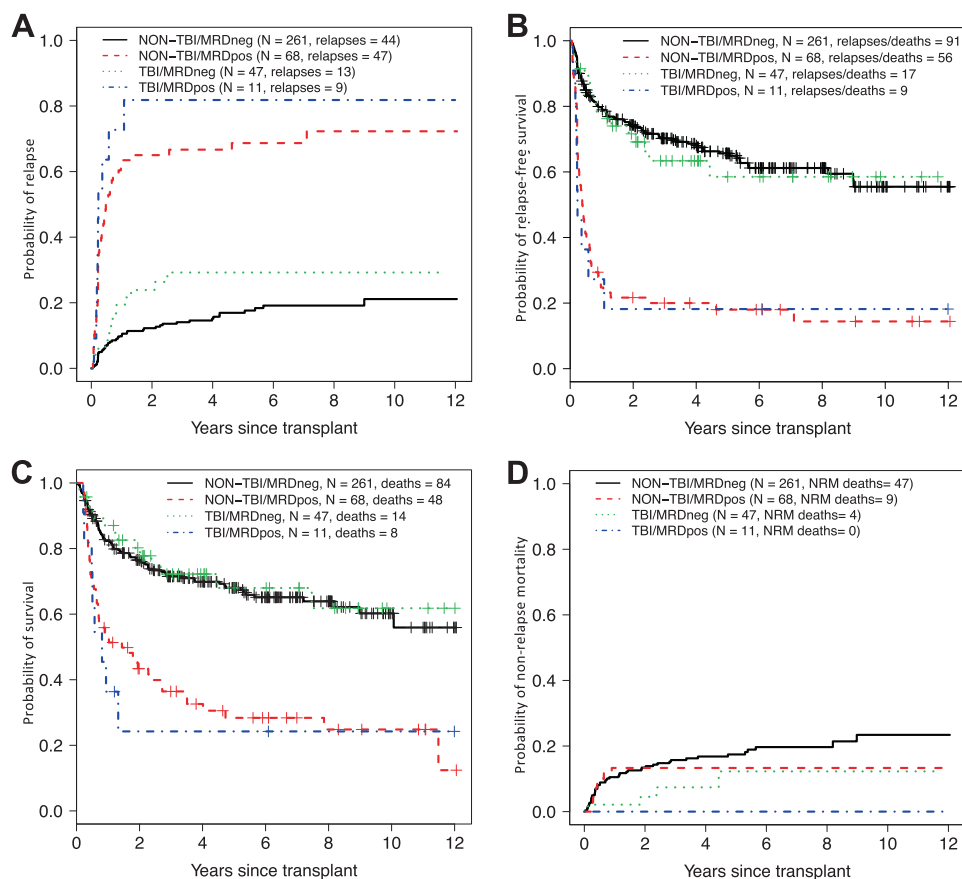 A
NON−TBI/MRDneg (N = 261, relapses = 44)
NON−TBI/MRDpos (N = 68, relapses = 47)
TBI/MRDneg (N = 47, relapses = 13)
TBI/MRDpos (N = 11, relapses = 9)
Probability of relapse
1.0
0.8
0.6
0.4
0.2
0.0
0 2 4 6 8 10 12
Years since transplant
B
NON−TBI/MRDneg, N = 261, relapses/deaths = 91
NON−TBI/MRDpos, N = 68, relapses/deaths = 56
TBI/MRDneg, N = 47, relapses/deaths = 17
TBI/MRDpos, N = 11, relapses/deaths = 9
Probability of relapse-free survival
1.0
0.8
0.6
0.4
0.2
0.0
0 2 4 6 8 10 12
Years since transplant
C
NON−TBI/MRDneg, N = 261, deaths = 84
NON−TBI/MRDpos, N = 68, deaths = 48
TBI/MRDneg, N = 47, deaths = 14
TBI/MRDpos, N = 11, deaths = 8
Probability of survival
1.0
0.8
0.6
0.4
0.2
0.0
0 2 4 6 8 10 12
Years since transplant
D
NON−TBI/MRDneg (N = 261, NRM deaths= 47)
NON−TBI/MRDpos (N = 68, NRM deaths= 9)
TBI/MRDneg (N = 47, NRM deaths= 4)
TBI/MRDpos (N = 11, NRM deaths= 0)
Probability of non-relapse mortality
1.0
0.8
0.6
0.4
0.2
0.0
0 2 4 6 8 10 12
Years since transplant